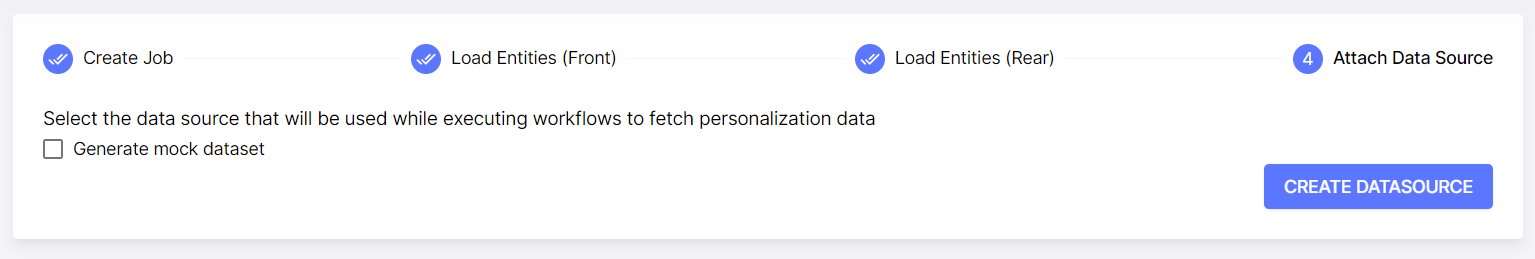 Create Job
Load Entities (Front)
Load Entities (Rear)
4 Attach Data Source
Select the data source that will be used while executing workflows to fetch personalization data
Generate mock dataset
CREATE DATASOURCE